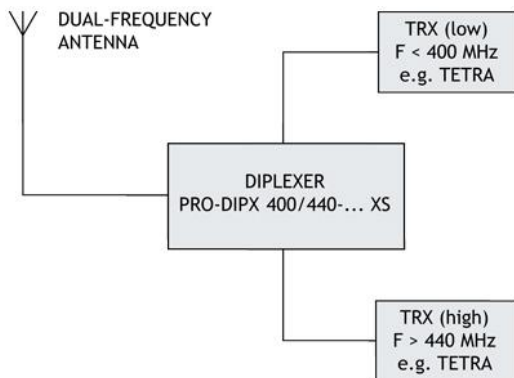 DUAL-FREQUENCY
ANTENNA
TRX (low)
F < 400 MHz
e.g. TETRA
DIPLEXER
PRO-DIPX 400/440-... XS
TRX (high)
F > 440 MHz
e.g. TETRA